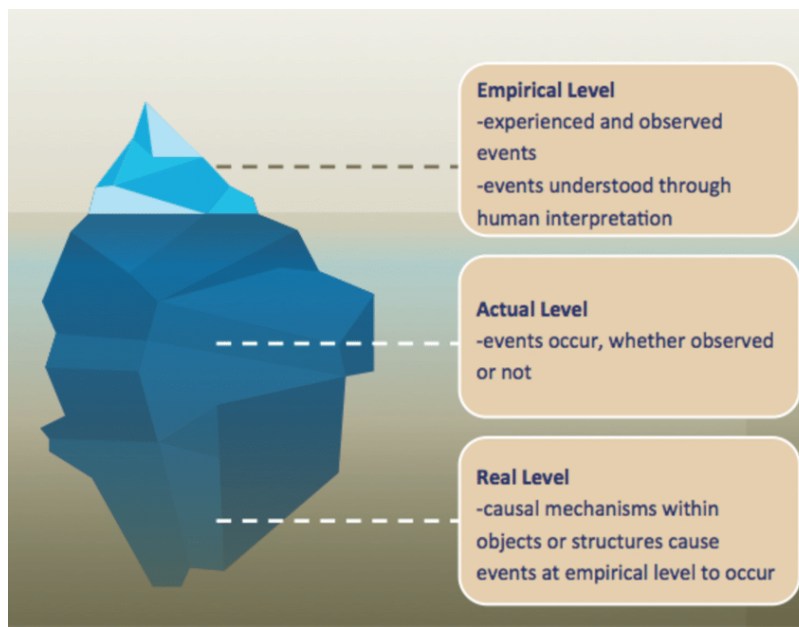 Empirical Level
-experienced and observed
events
-events understood through
human interpretation
Actual Level
-events occur, whether observed
or not
Real Level
-causal mechanisms within
objects or structures cause
events at empirical level to occur